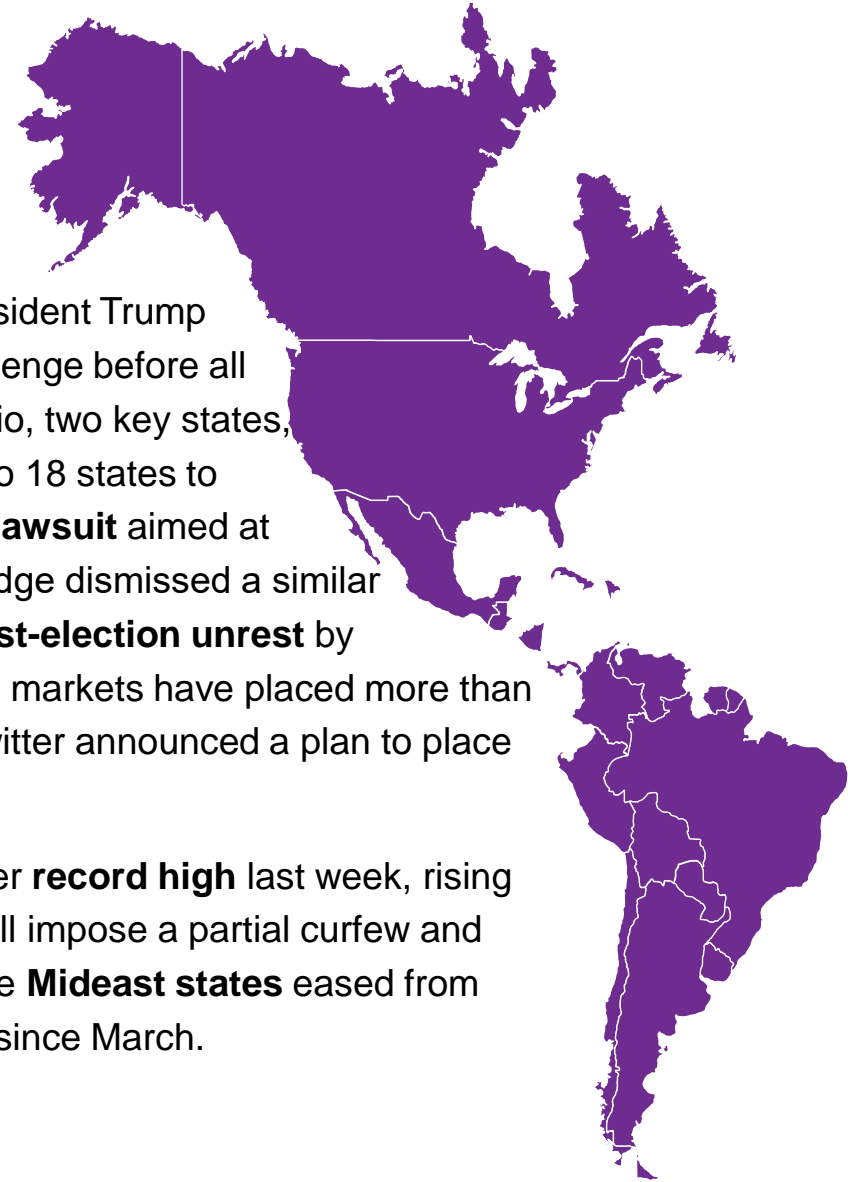 sident Trump
enge before all
io, two key states,
o 18 states to
awsuit aimed at
dge dismissed a similar
st-election unrest by
markets have placed more than
witter announced a plan to place
er record high last week, rising
ll impose a partial curfew and
e Mideast states eased from
since March.